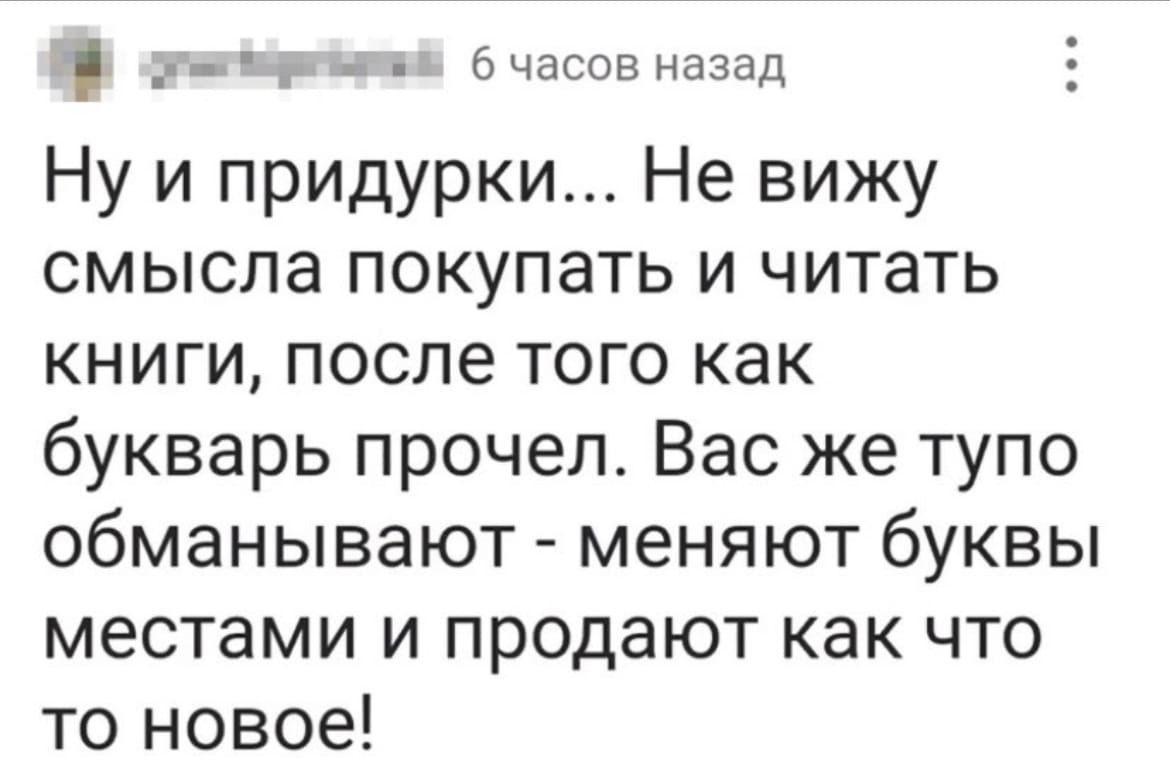 6 часов назад
Ну и придурки... Не вижу
смысла покупать и читать
книги, после того как
букварь прочел. Вас же тупо
обманывают - меняют буквы
местами и продают как что
то новое!